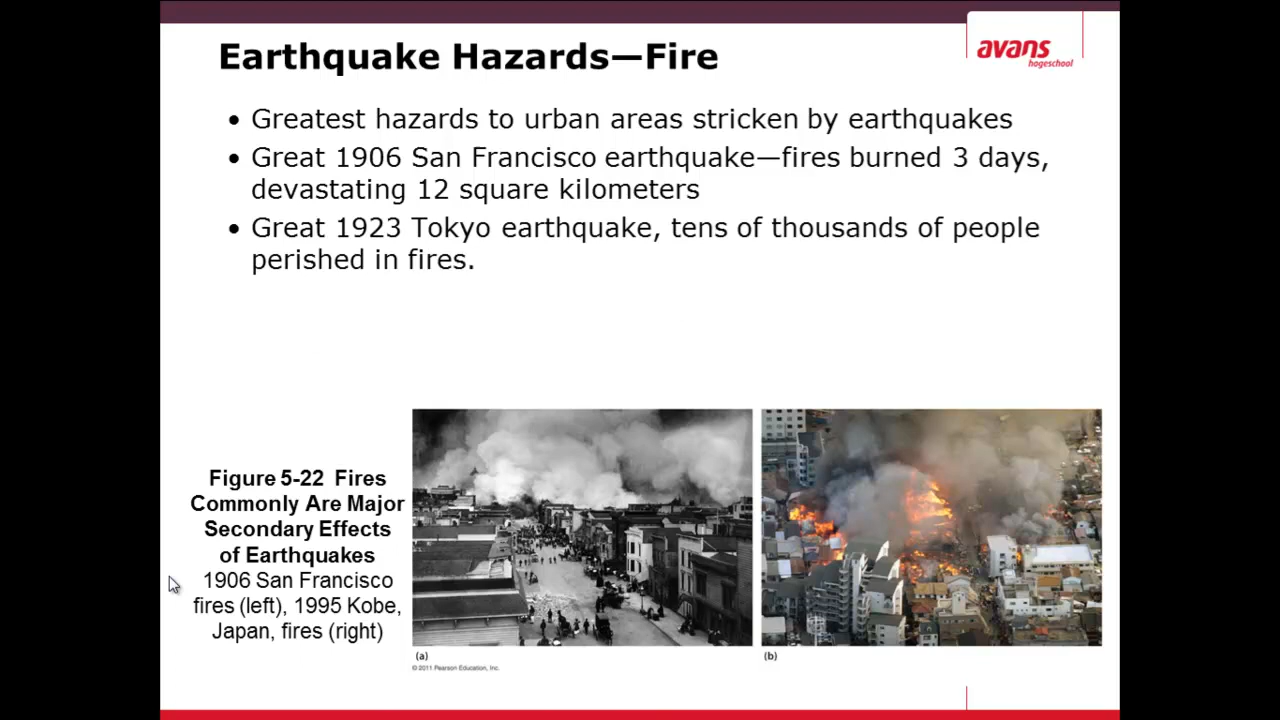 Earthquake Hazards—Fire
avans
hogeschool
• Greatest hazards to urban areas stricken by earthquakes
• Great 1906 San Francisco earthquake—fires burned 3 days,
devastating 12 square kilometers
• Great 1923 Tokyo earthquake, tens of thousands of people
perished in fires.
Figure 5-22 Fires
Commonly Are Major
Secondary Effects
of Earthquakes
1906 San Francisco
fires (left), 1995 Kobe,
Japan, fires (right)
(a)
(b)
© 2011 Pearson Education, Inc.